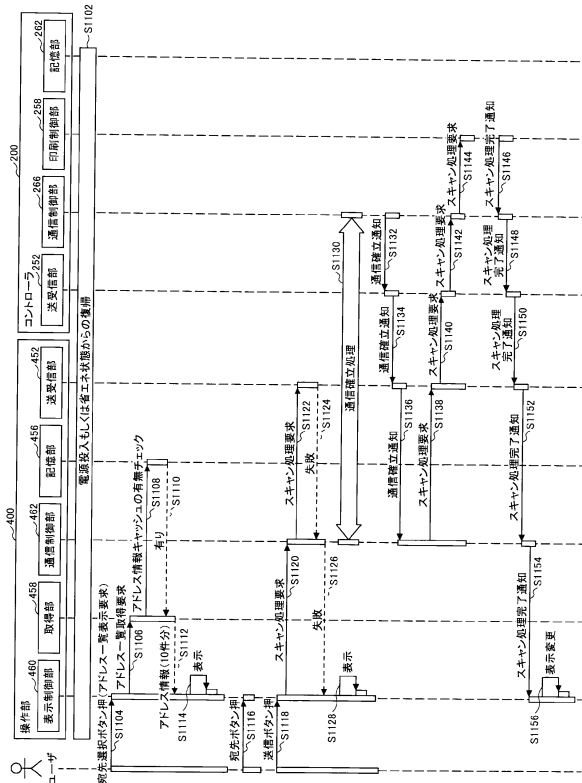 400
200
操作部
コントローラ
460
表示制御部
458
取得部
462
通信制御部
456
記憶部
452
送受信部
252
送受信部
266
通信制御部
258
印刷制御部
262
記憶部
ユーザ
電源投入もしくは省エネ状態からの復帰
S1102
宛先選択ボタン押(アドレス一覧表示要求)
S1104
アドレス一覧取得要求
S1106
アドレス情報キャッシュの有無チェック
S1108
有り
S1110
アドレス情報(10件分)
S1112
表示
S1114
宛先ボタン押
S1116
送信ボタン押
S1118
スキャン処理要求
S1120
スキャン処理要求
S1122
失敗
S1124
失敗
S1126
表示
S1128
通信確立処理
S1130
通信確立通知
S1132
通信確立通知
S1134
通信確立通知
S1136
スキャン処理要求
S1138
スキャン処理要求
S1140
スキャン処理要求
S1142
スキャン処理要求
S1144
スキャン処理完了通知
S1146
スキャン処理
完了通知
S1148
スキャン処理
完了通知
S1150
スキャン処理完了通知
S1152
スキャン処理完了通知
S1154
表示変更
S1156